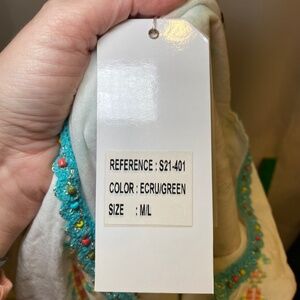 REFERENCE : S21-401
COLOR : ECRU/GREEN
SIZE : M/L